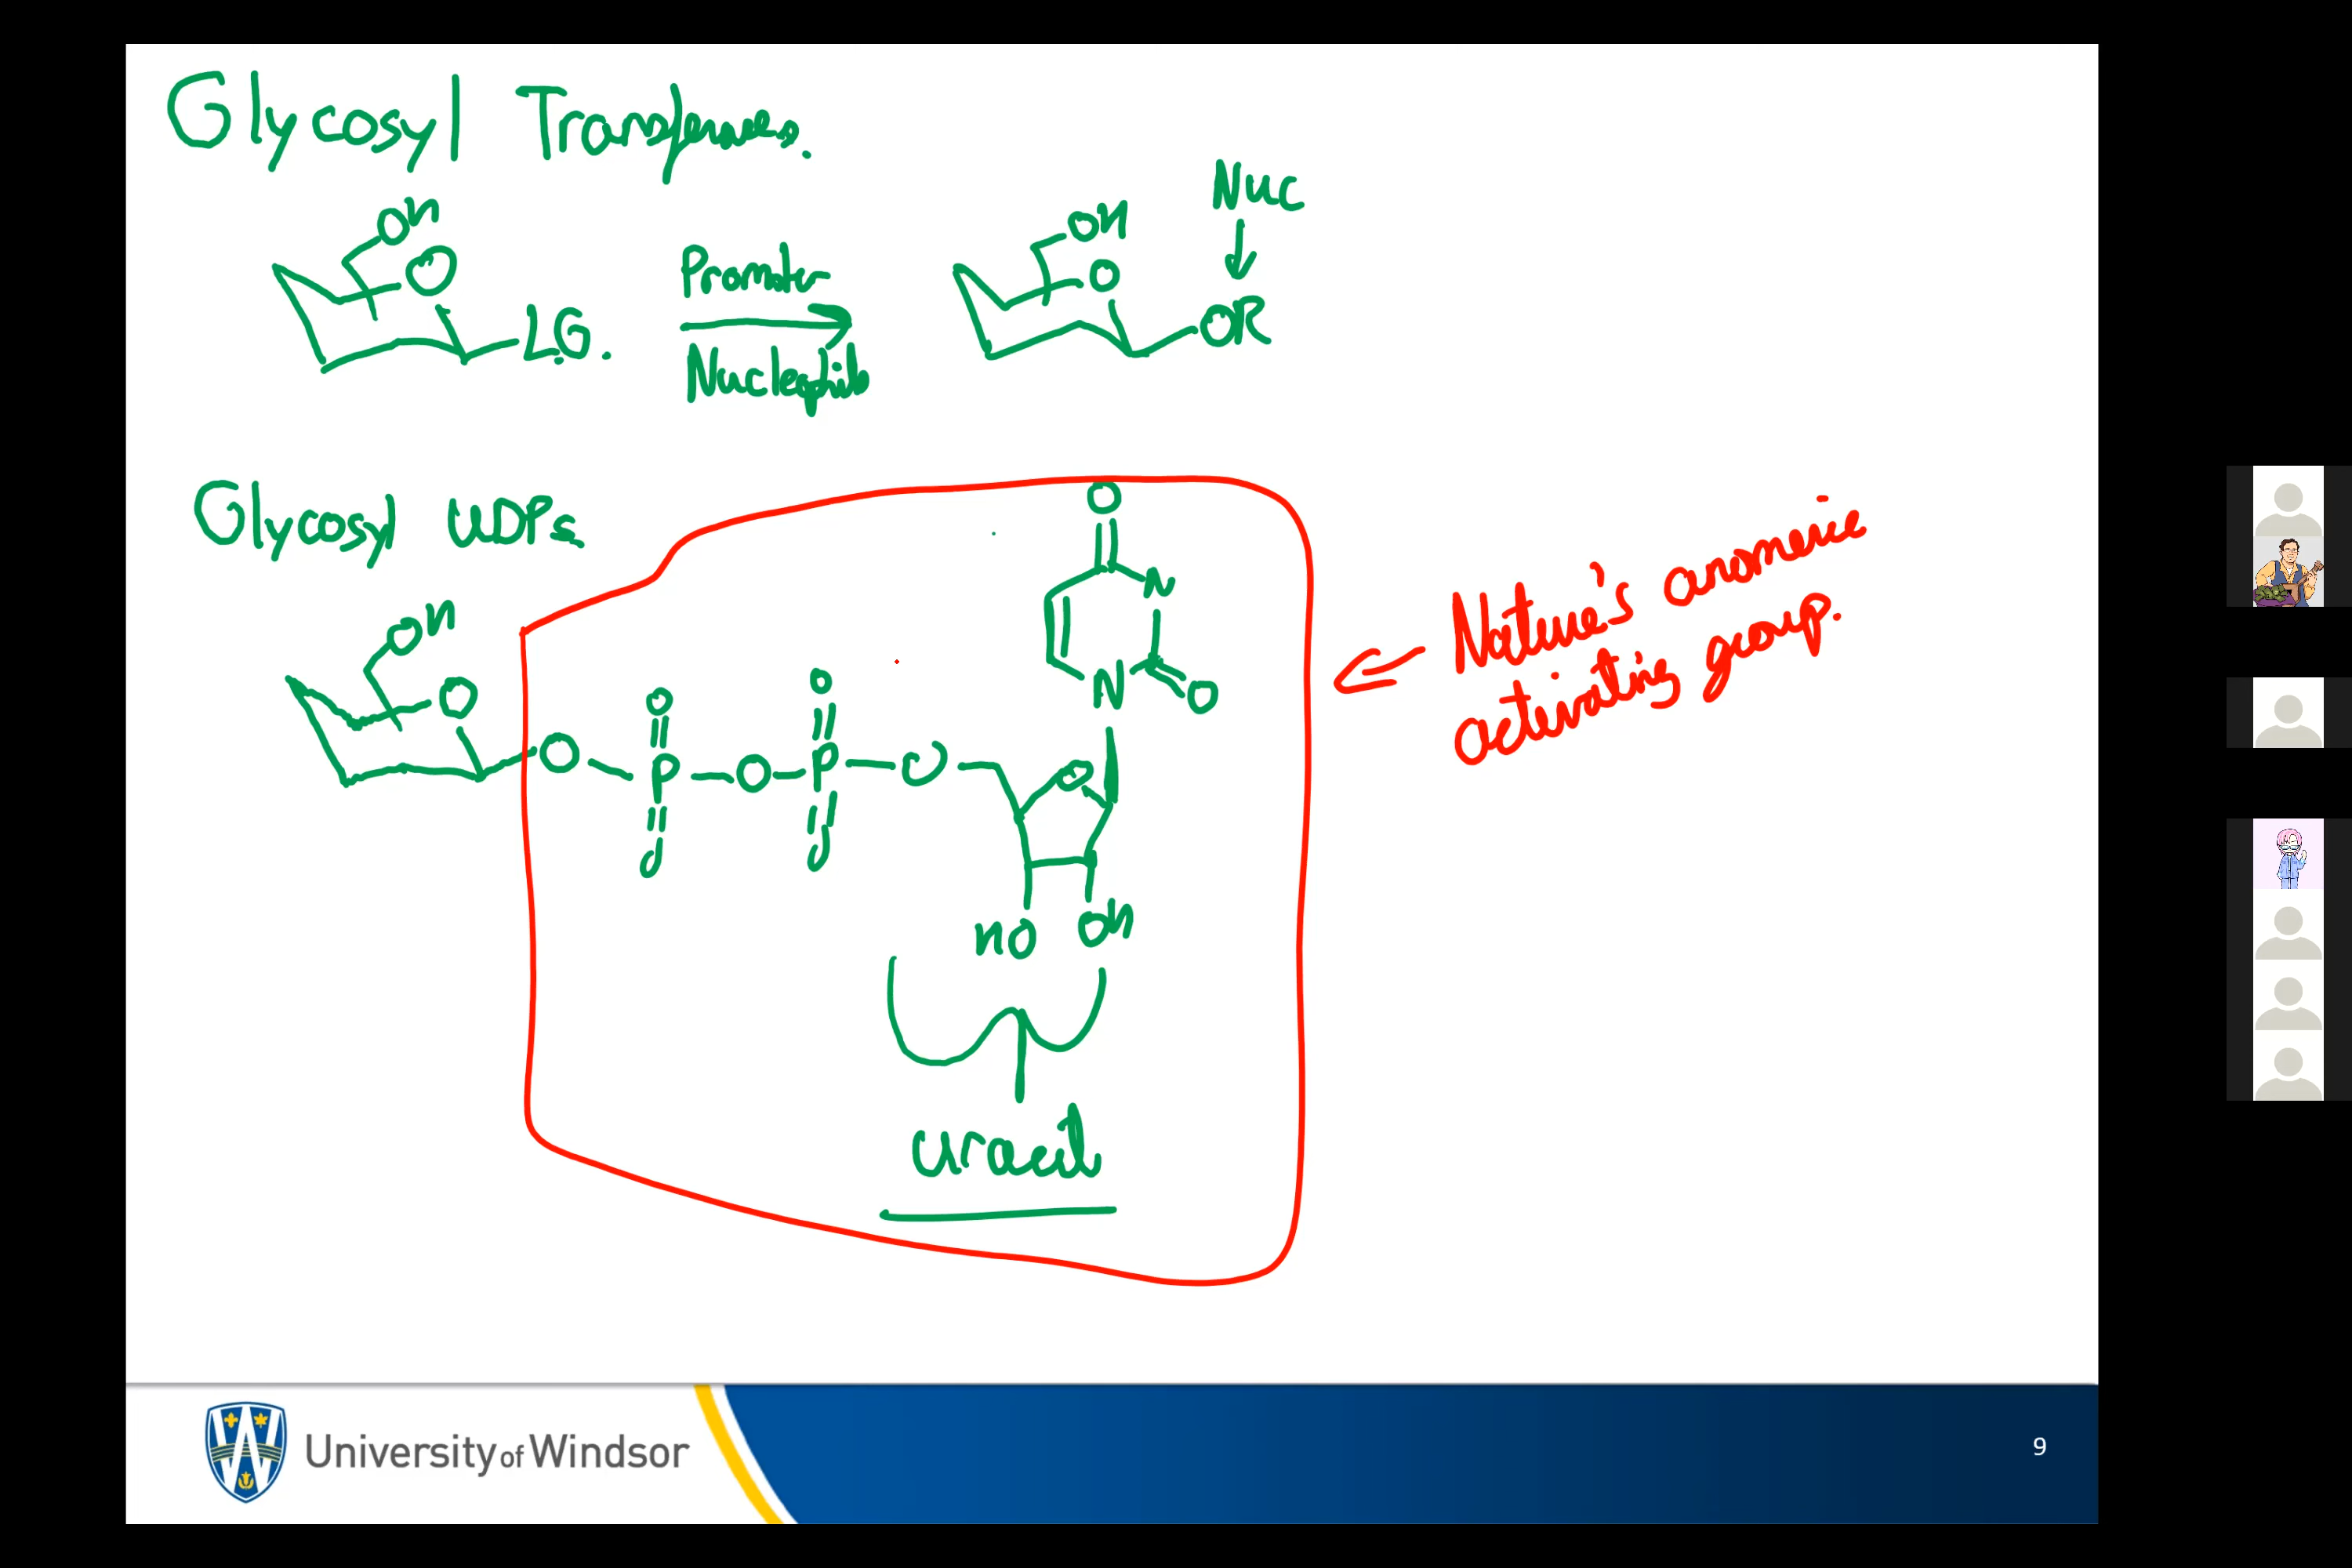 Glycosyl Transferases.
OH
O
LG.
Promoter
Nucleophile
OH
O
Nuc
OR
Glycosyl UDPs
OH
O
O
O
P
O
O
O
P
O
O
O
N
N
O
O
HO OH
uracil
Nature's anomeric
activating group.
University of Windsor
9